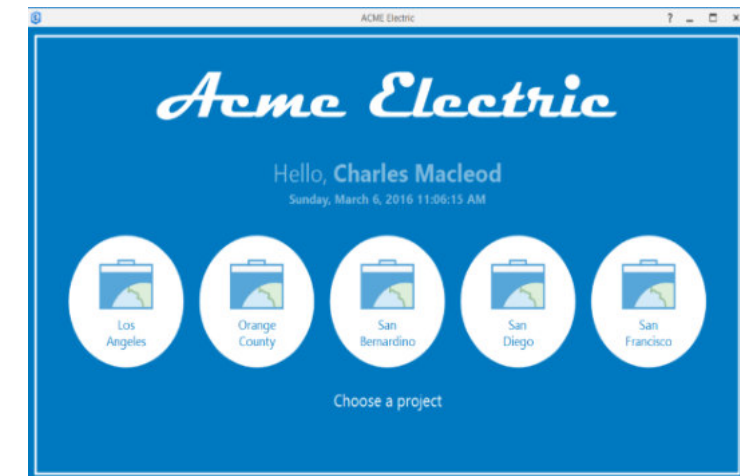 ACME Electric
?
Acme Electric
Hello, Charles Macleod
Sunday, March 6, 2016 11:06:15 AM
Los
Angeles
Orange
County
San
Bernardino
San
Diego
San
Francisco
Choose a project